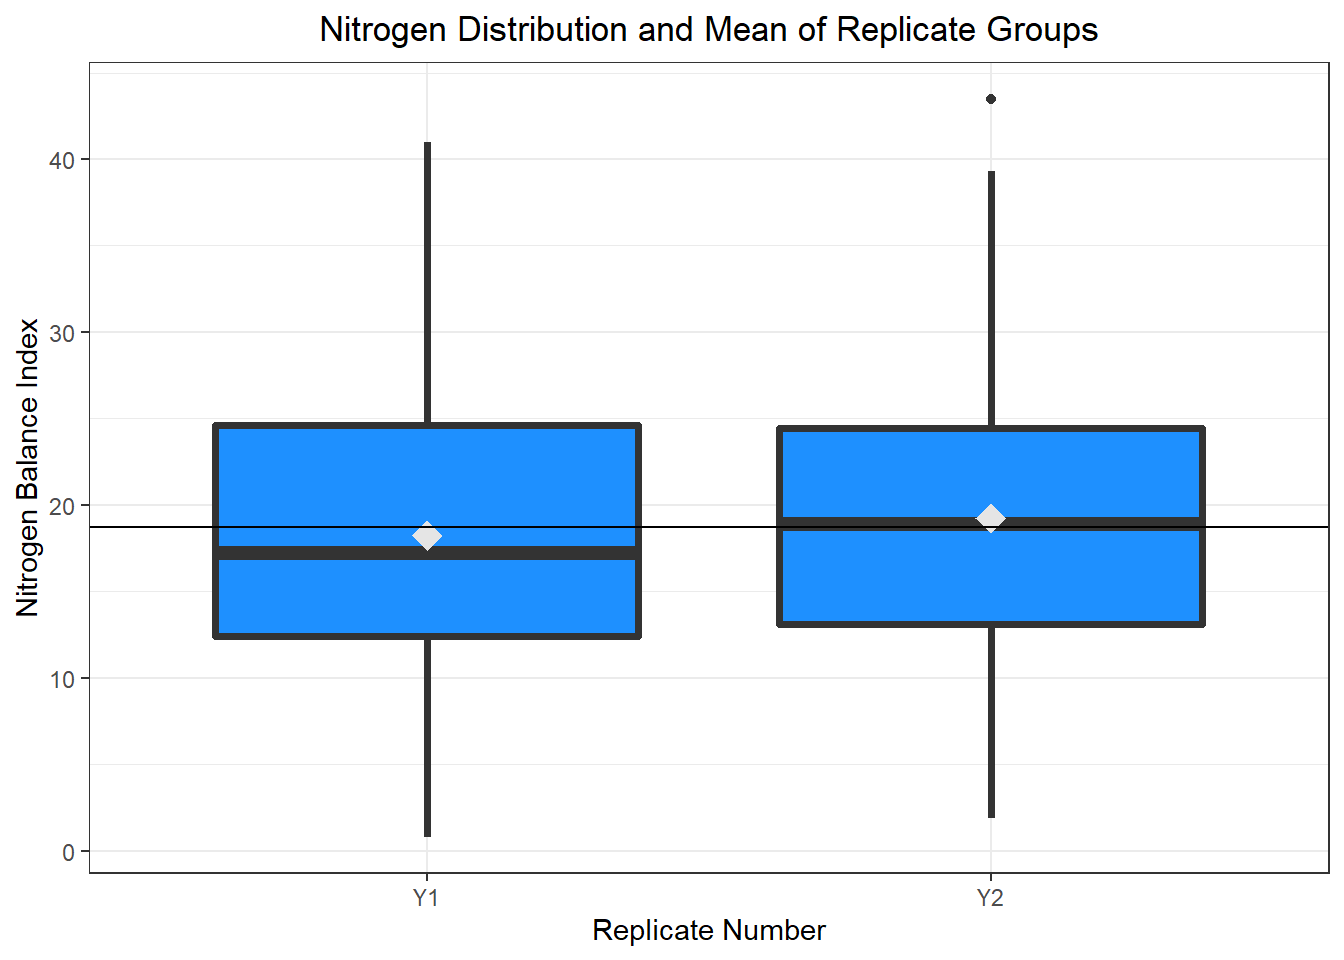 Nitrogen Distribution and Mean of Replicate Groups
Nitrogen Balance Index
40
30
20
10
0
Y1
Y2
Replicate Number